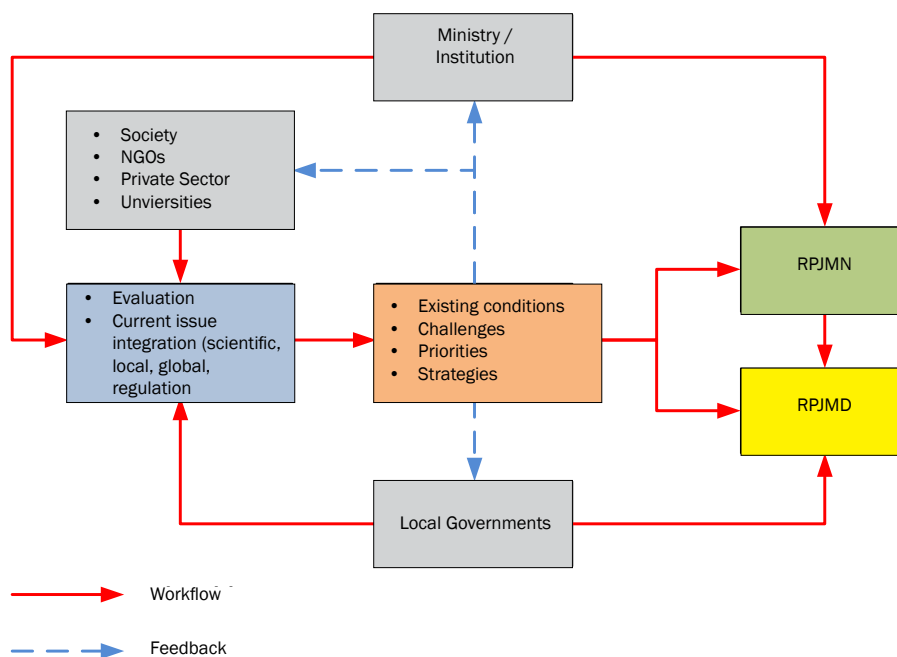 Ministry /
Institution
• Society
• NGOs
• Private Sector
• Unviersities
RPJMN
• Evaluation
• Current issue
integration (scientific,
local, global,
regulation
• Existing conditions
• Challenges
• Priorities
• Strategies
RPJMD
Local Governments
Workflow
Feedback